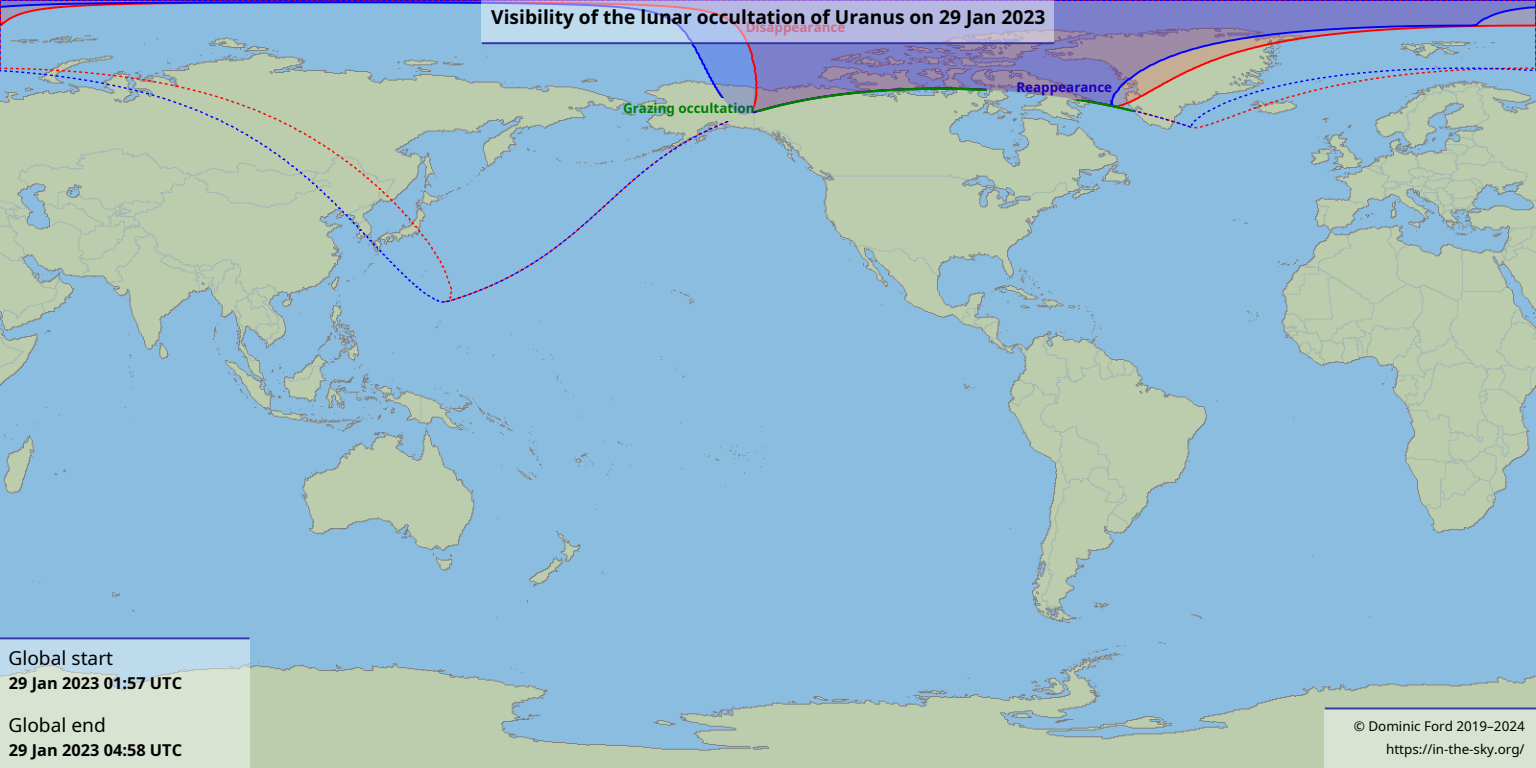 Visibility of the lunar occultation of Uranus on 29 Jan 2023
Disappearance
Reappearance
Grazing occultation
Global start
29 Jan 2023 01:57 UTC
Global end
29 Jan 2023 04:58 UTC
© Dominic Ford 2019–2024
https://in-the-sky.org/